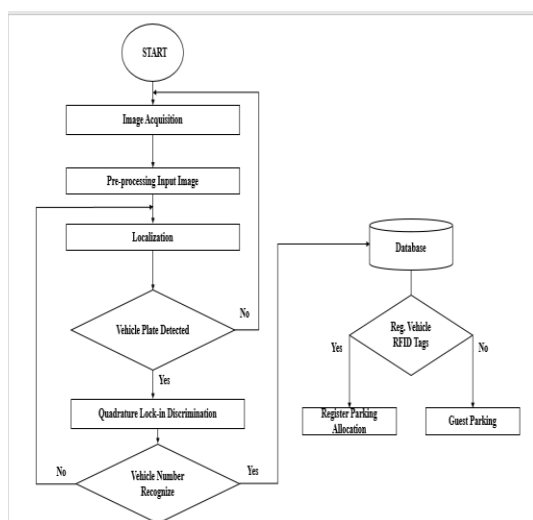 START
Image Acquisition
Pre-processing Input Image
Localization
Vehicle Plate Detected
No
Yes
Quadrature Lock-in Discrimination
Vehicle Number
Recognize
No
Yes
Database
Reg. Vehicle
RFID Tags
Yes
No
Register Parking
Allocation
Guest Parking